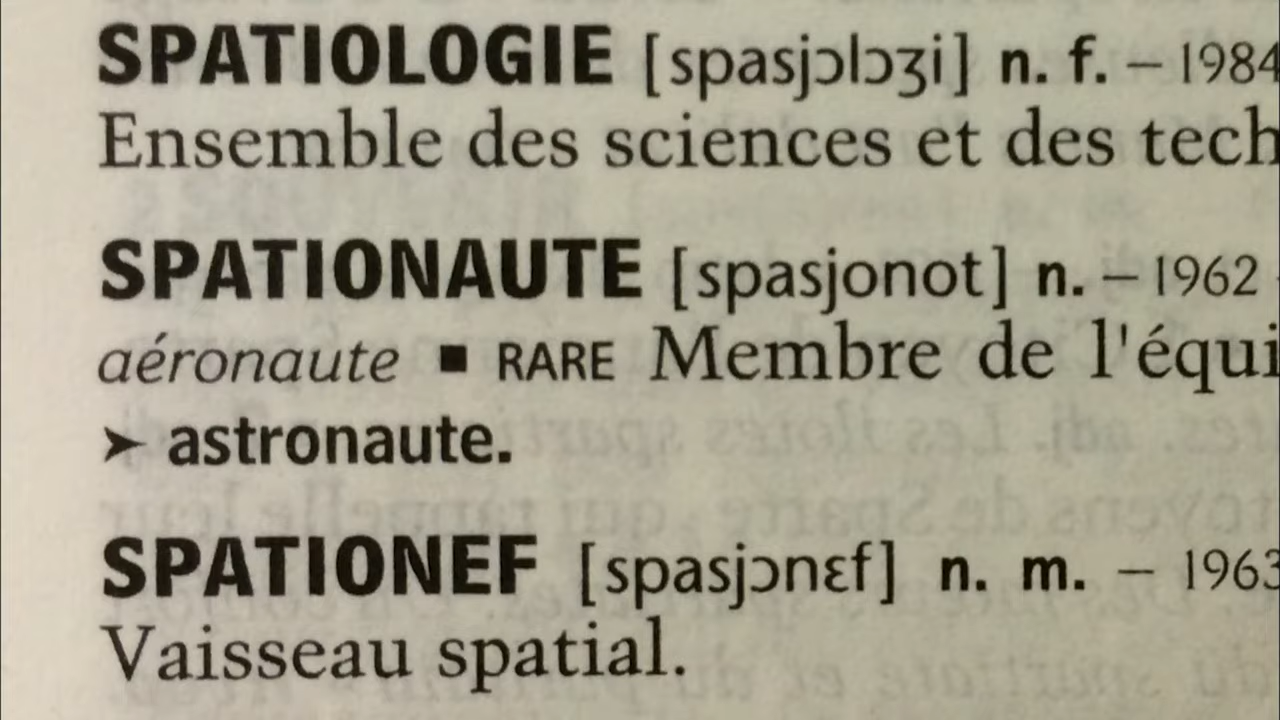 SPATIOLOGIE [spasjɔlɔʒi] n. f. – 1984
Ensemble des sciences et des tech
SPATIONAUTE [spasjonot] n. – 1962
aéronaute ■ RARE Membre de l'équi
➤ astronaute.
SPATIONEF [spasjɔnɛf] n. m. – 1963
Vaisseau spatial.